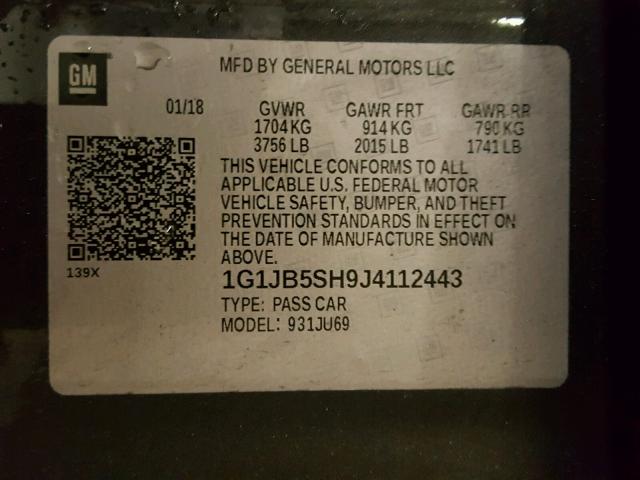 GM
MFD BY GENERAL MOTORS LLC
01/18 GVWR GAWR FRT GAWR RR
1704 KG 914 KG 790 KG
3756 LB 2015 LB 1741 LB
THIS VEHICLE CONFORMS TO ALL
APPLICABLE U.S. FEDERAL MOTOR
VEHICLE SAFETY, BUMPER, AND THEFT
PREVENTION STANDARDS IN EFFECT ON
THE DATE OF MANUFACTURE SHOWN
ABOVE.
139X
1G1JB5SH9J4112443
TYPE: PASS CAR
MODEL: 931JU69